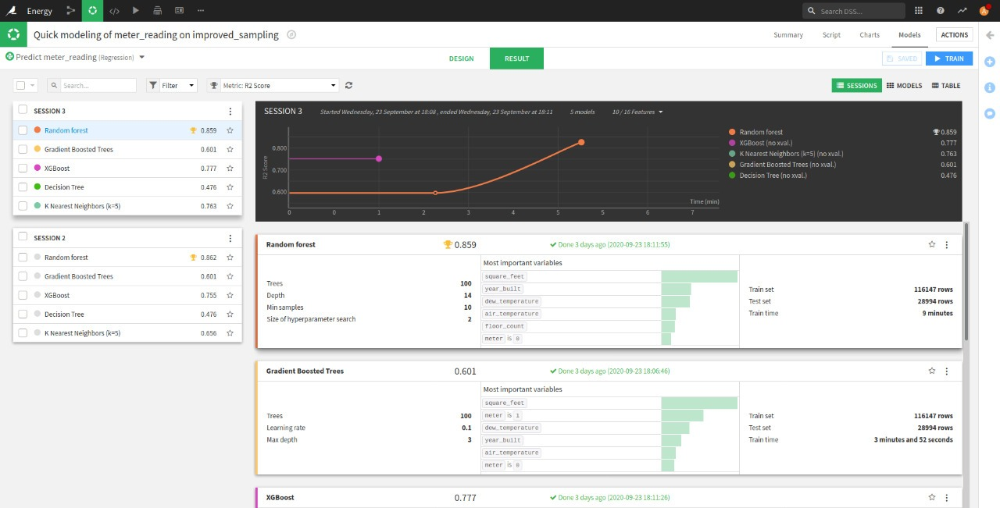 Energy
Search DSS...
Quick modeling of meter_reading on improved_sampling
Summary Script Charts Models ACTIONS
Predict meter_reading (Regression)
DESIGN RESULT
SAVED TRAIN
Search... Filter Metric: R2 Score
SESSIONS MODELS TABLE
SESSION 3
Random forest 0.859
Gradient Boosted Trees 0.601
XGBoost 0.777
Decision Tree 0.476
K Nearest Neighbors (k=5) 0.763
SESSION 2
Random forest 0.862
Gradient Boosted Trees 0.601
XGBoost 0.755
Decision Tree 0.476
K Nearest Neighbors (k=5) 0.656
SESSION 3 Started Wednesday, 23 September at 18:08 , ended Wednesday, 23 September at 18:11 5 models 10 / 16 Features
R2 Score
0.800
0.700
0.600
0 0 1 2 3 4 5 5 6 7
Time (min)
Random forest 0.859
XGBoost (no xval.) 0.777
K Nearest Neighbors (k=5) (no xval.) 0.763
Gradient Boosted Trees (no xval.) 0.601
Decision Tree (no xval.) 0.476
Random forest 0.859 Done 3 days ago (2020-09-23 18:11:55)
Trees 100
Depth 14
Min samples 10
Size of hyperparameter search 2
Most important variables
square_feet
year_built
dew_temperature
air_temperature
floor_count
meter is 0
Train set 116147 rows
Test set 28994 rows
Train time 9 minutes
Gradient Boosted Trees 0.601 Done 3 days ago (2020-09-23 18:06:46)
Trees 100
Learning rate 0.1
Max depth 3
Most important variables
square_feet
meter is 1
dew_temperature
year_built
air_temperature
meter is 0
Train set 116147 rows
Test set 28994 rows
Train time 3 minutes and 52 seconds
XGBoost 0.777 Done 3 days ago (2020-09-23 18:11:26)